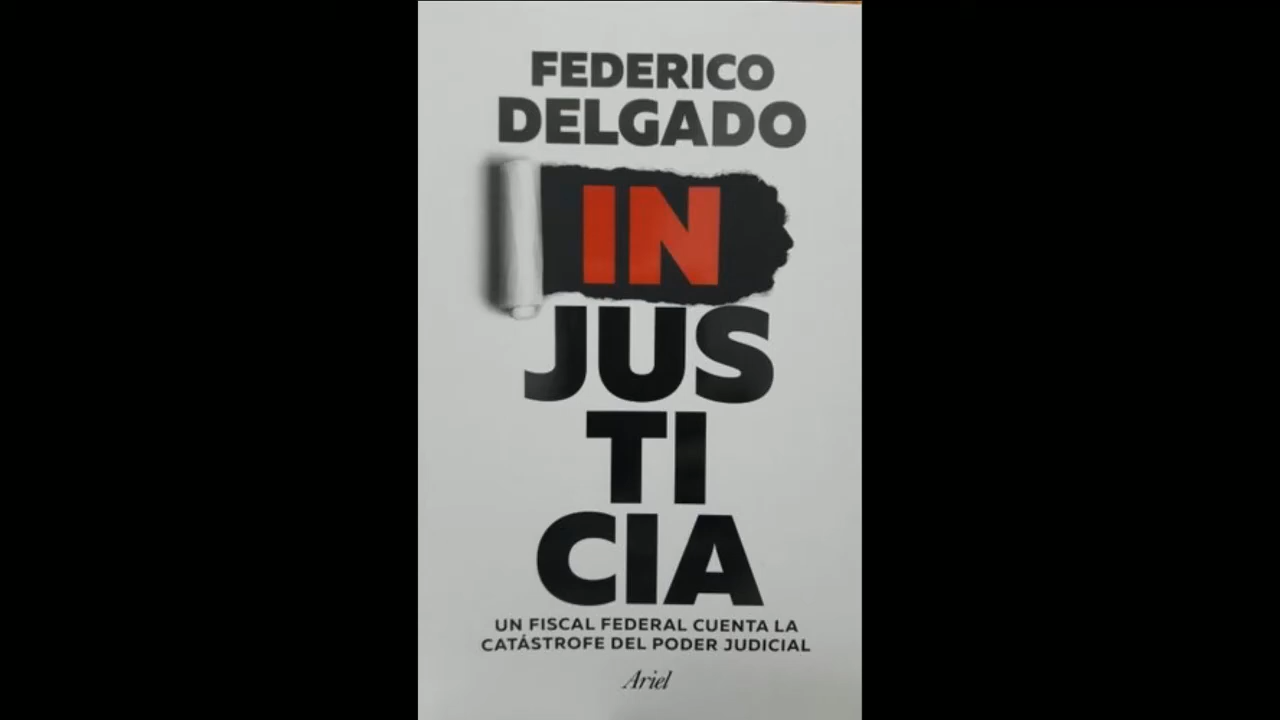 FEDERICO
DELGADO
IN
JUS
TI
CIA
UN FISCAL FEDERAL CUENTA LA
CATÁSTROFE DEL PODER JUDICIAL
Ariel